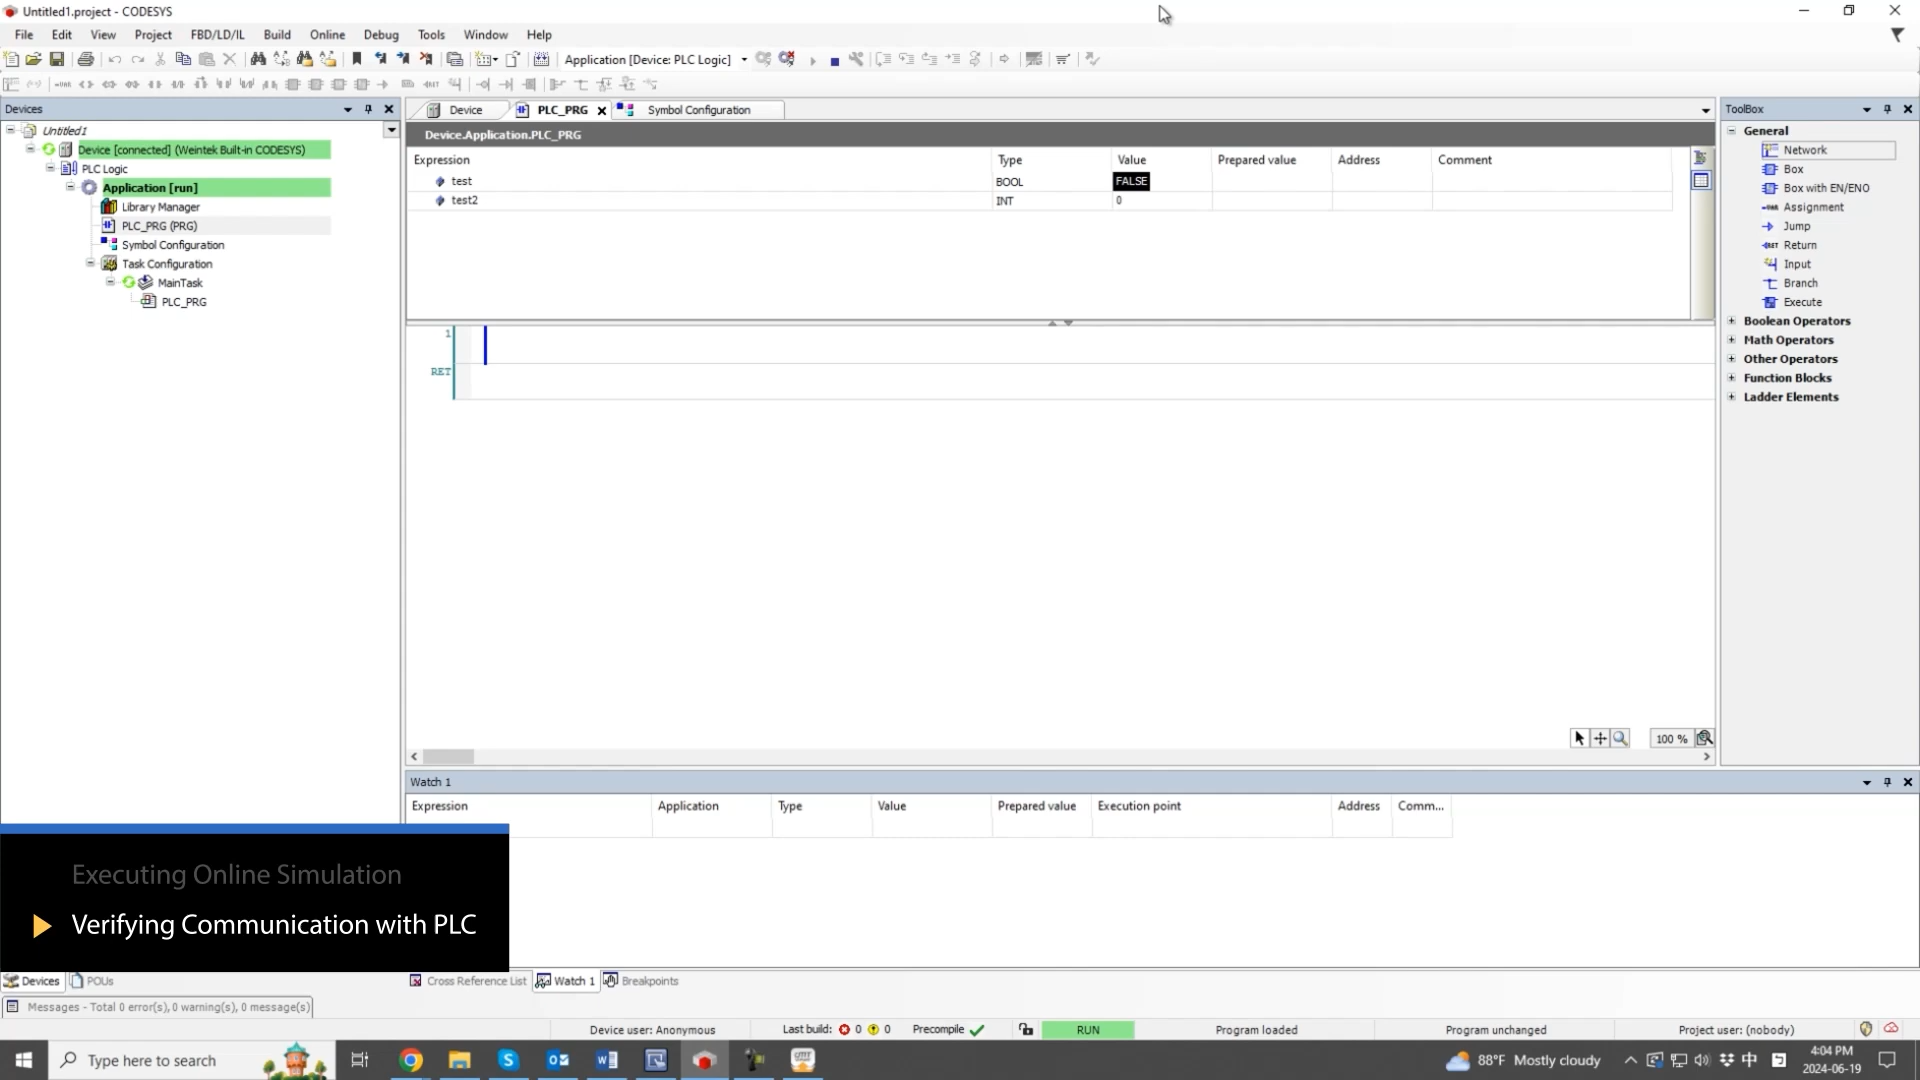 Untitled1.project - CODESYS
File Edit View Project FBD/LD/IL Build Online Debug Tools Window Help
Application [Device: PLC Logic]
Devices
Untitled1
Device [connected] (Weintek Built-in CODESYS)
PLC Logic
Application [run]
Library Manager
PLC_PRG (PRG)
Symbol Configuration
Task Configuration
MainTask
PLC_PRG
Device PLC_PRG Symbol Configuration
Device.Application.PLC_PRG
Expression Type Value Prepared value Address Comment
test BOOL FALSE
test2 INT 0
1
RET
100 %
ToolBox
General
Network
Box
Box with EN/ENO
Assignment
Jump
Return
Input
Branch
Execute
Boolean Operators
Math Operators
Other Operators
Function Blocks
Ladder Elements
Watch 1
Expression Application Type Value Prepared value Execution point Address Comm...
Executing Online Simulation
Verifying Communication with PLC
Devices POUs
Cross Reference List Watch 1 Breakpoints
Messages - Total 0 error(s), 0 warning(s), 0 message(s)
Device user: Anonymous Last build: 0 0 Precompile RUN Program loaded Program unchanged Project user: (nobody)
Type here to search
88°F Mostly cloudy
中
4:04 PM
2024-06-19